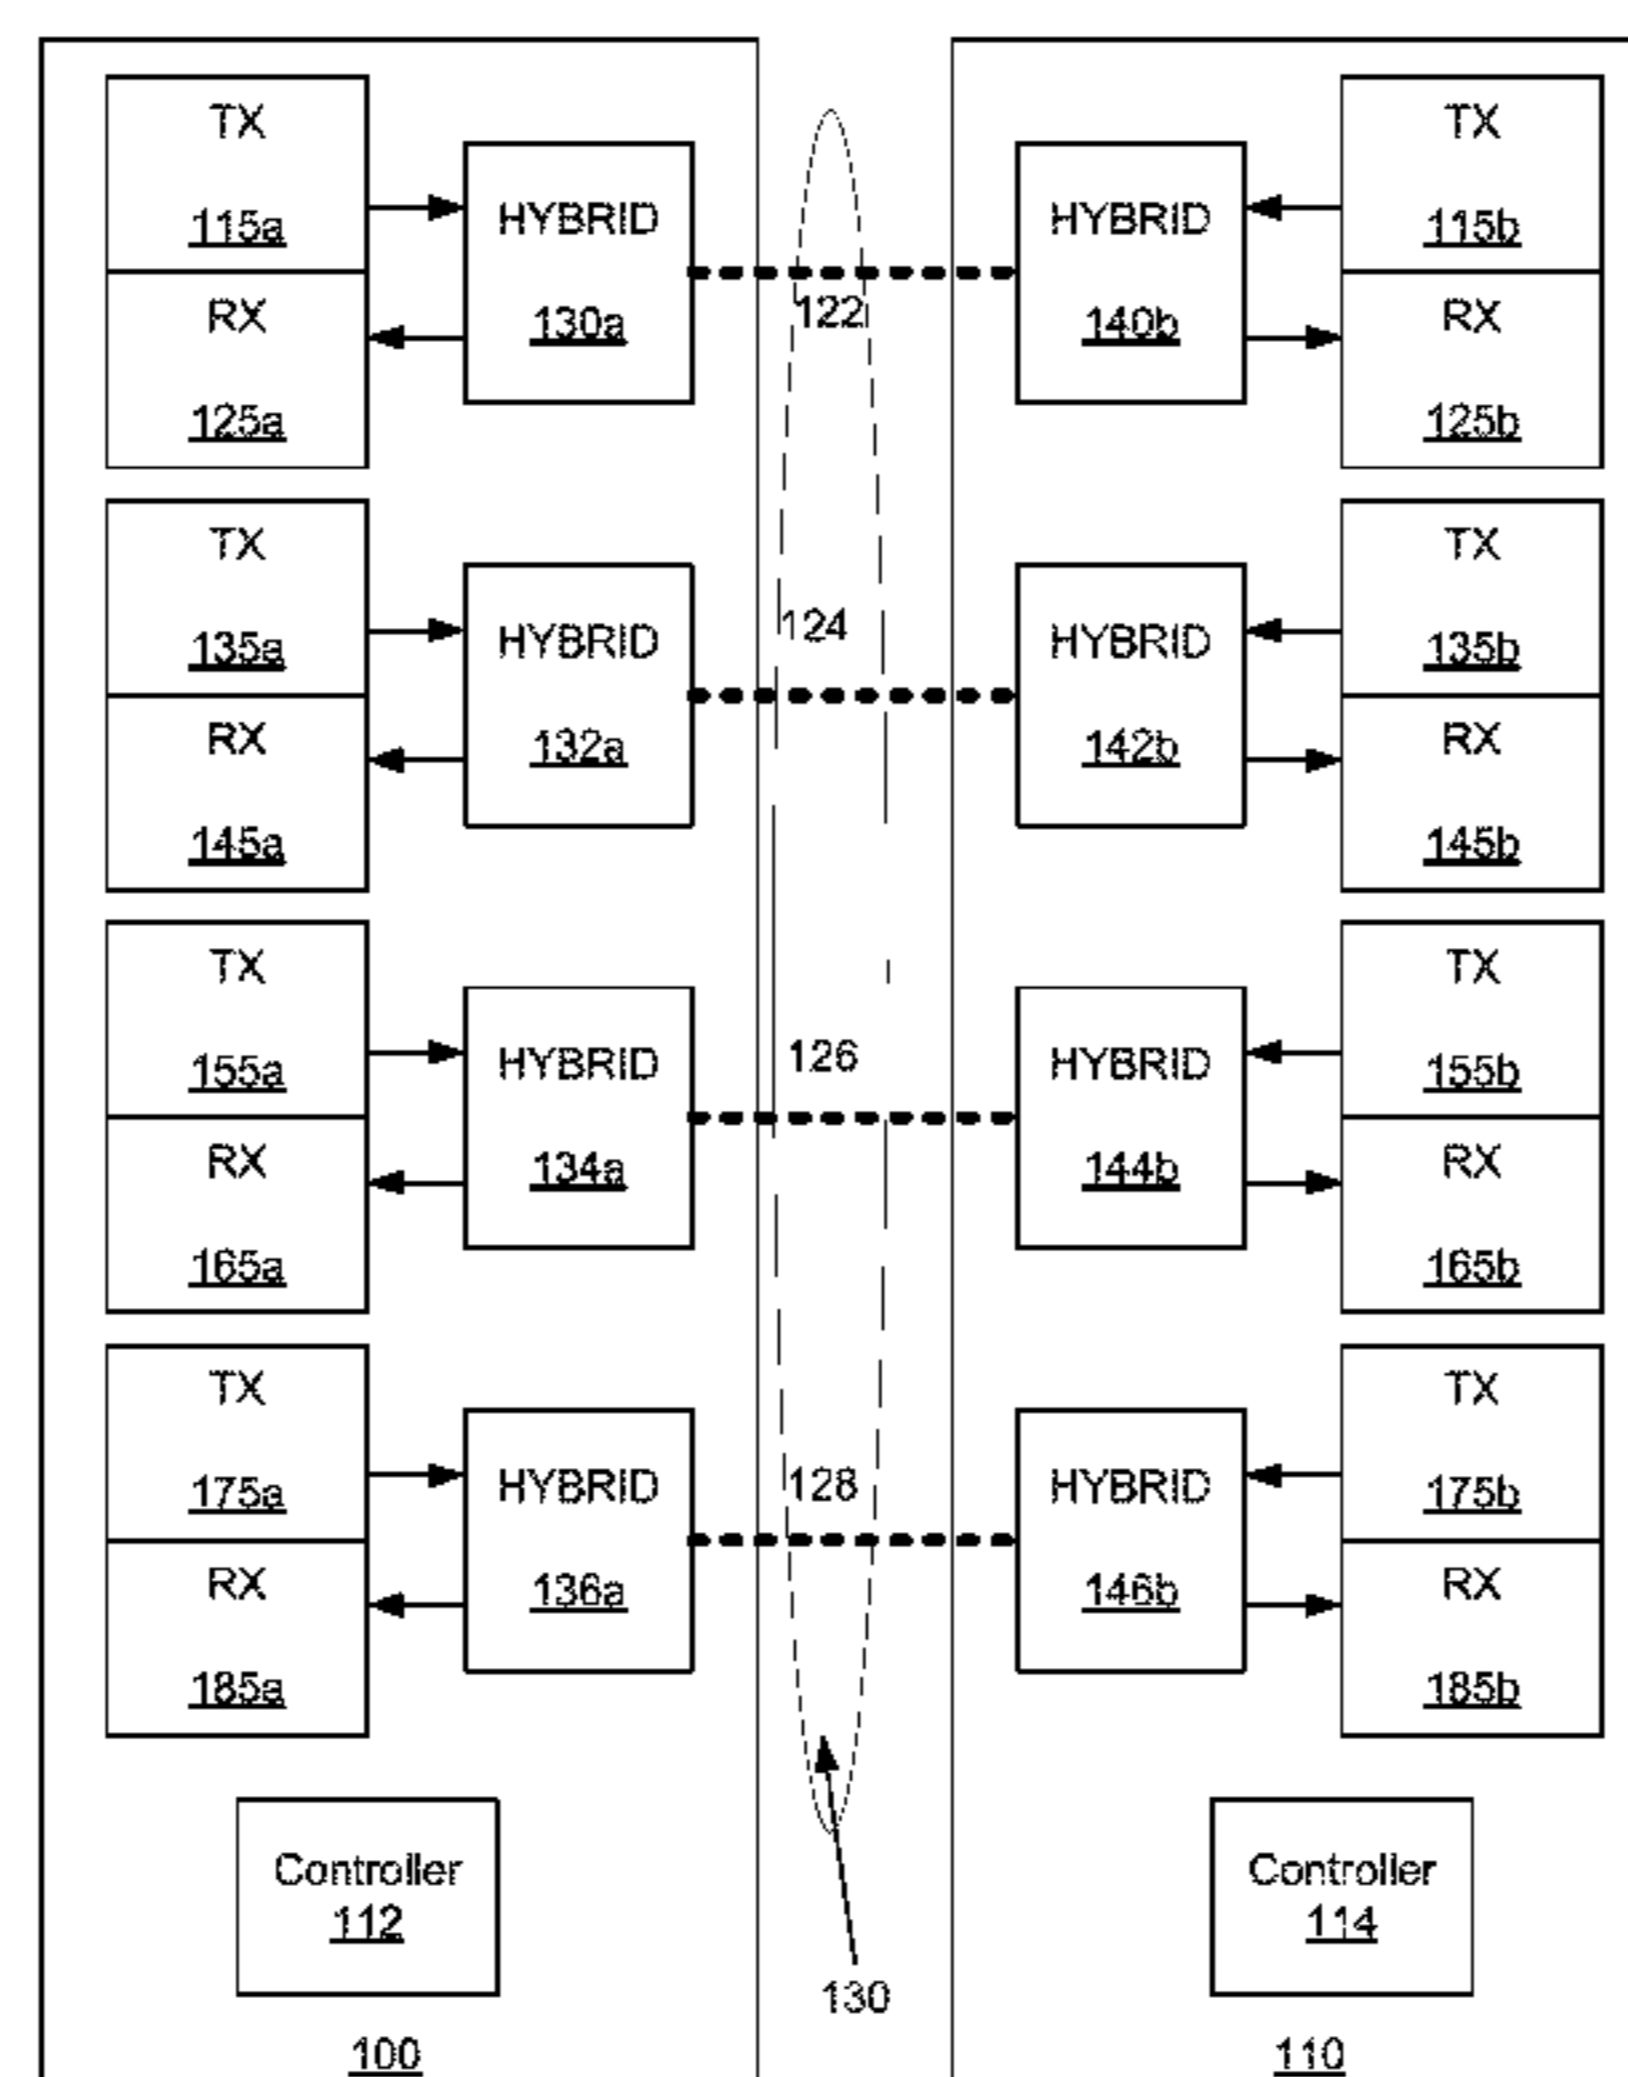 TX
115a
RX
125a
HYBRID
130a
122
HYBRID
140b
TX
115b
RX
125b
TX
135a
RX
145a
HYBRID
132a
124
HYBRID
142b
TX
135b
RX
145b
TX
155a
RX
165a
HYBRID
134a
126
HYBRID
144b
TX
155b
RX
165b
TX
175a
RX
185a
HYBRID
136a
128
HYBRID
146b
TX
175b
RX
185b
Controller
112
100
130
Controller
114
110